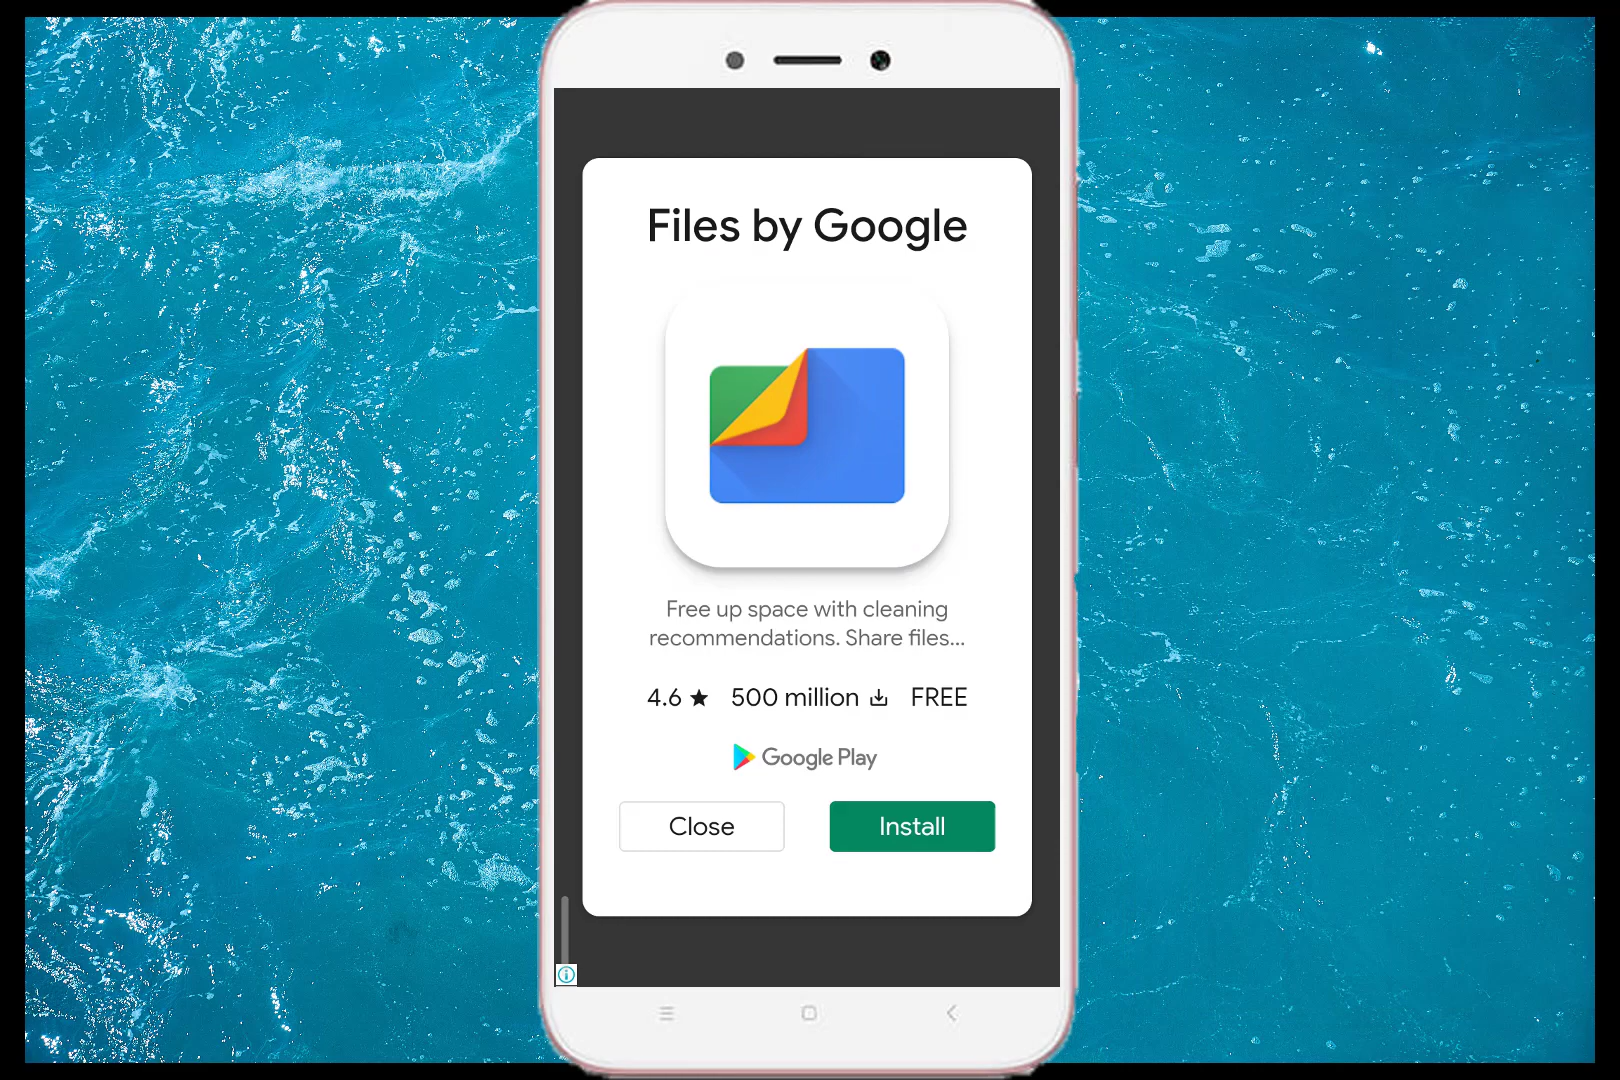 Files by Google
Free up space with cleaning
recommendations. Share files...
4.6 ★ 500 million FREE
Google Play
Close Install